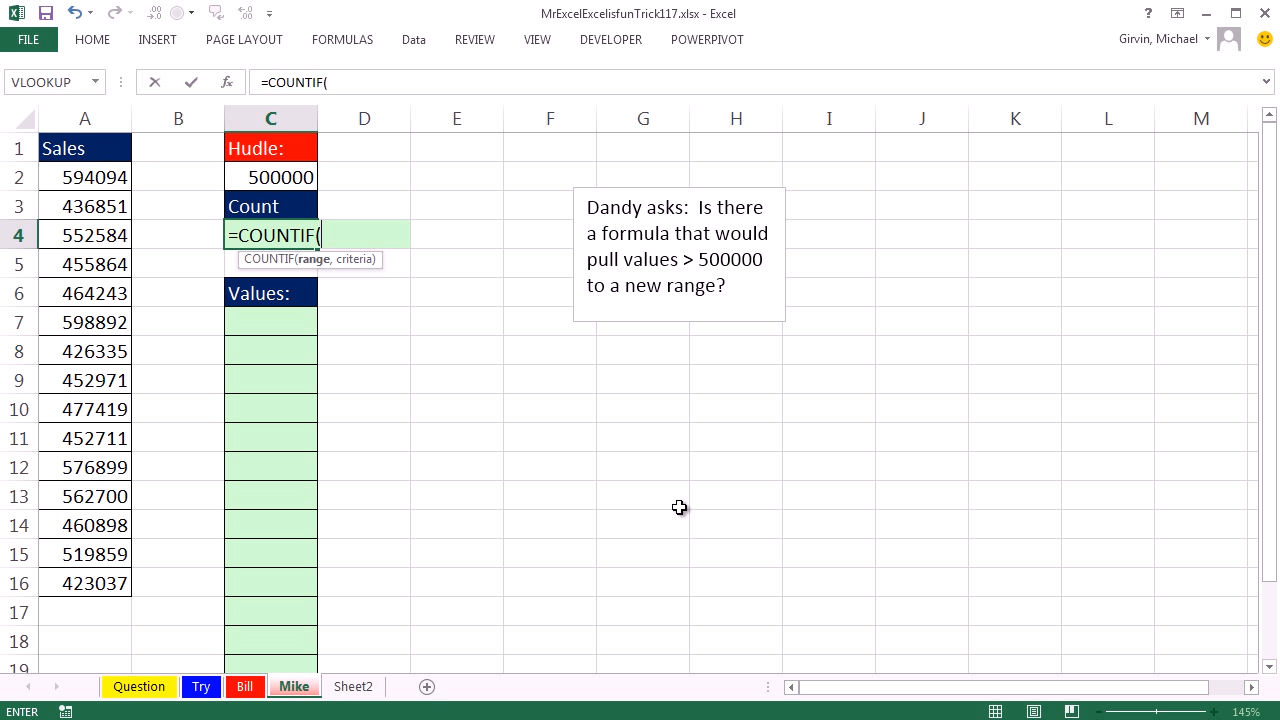 MrExcelExcelisfunTrick117.xlsx - Excel
FILE HOME INSERT PAGE LAYOUT FORMULAS Data REVIEW VIEW DEVELOPER POWERPIVOT Girvin, Michael
VLOOKUP =COUNTIF(
A B C D E F G H I J K L M
1 Sales Hudle:
2 594094 500000
3 436851 Count
4 552584 =COUNTIF(
5 455864 COUNTIF(range, criteria)
6 464243 Values:
7 598892
8 426335
9 452971
10 477419
11 452711
12 576899
13 562700
14 460898
15 519859
16 423037
17
18
19
Dandy asks: Is there
a formula that would
pull values > 500000
to a new range?
Question Try Bill Mike Sheet2
ENTER 145%